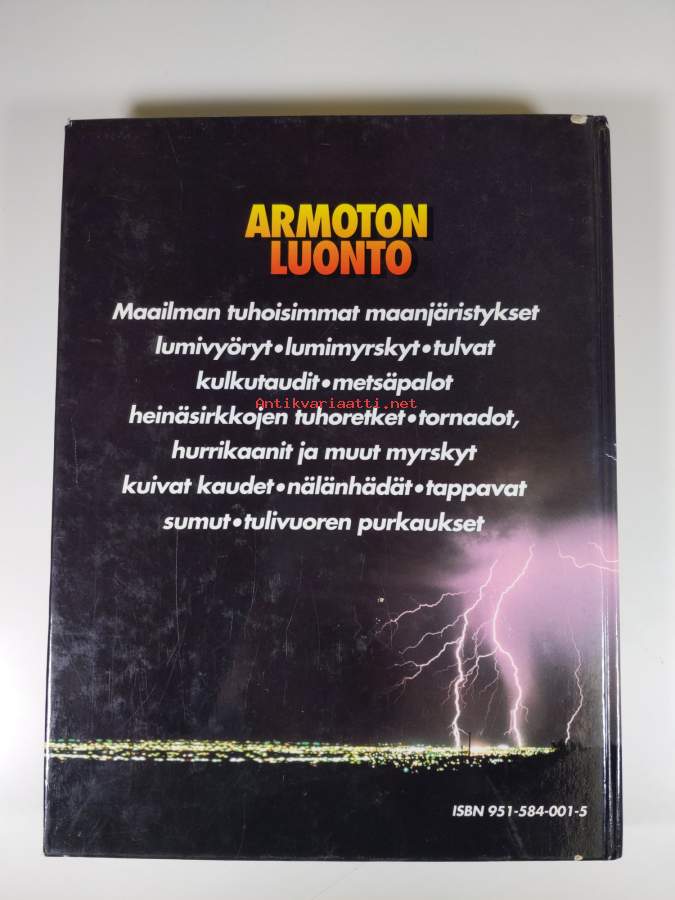 ARMOTON
LUONTO
Maailman tuhoisimmat maanjäristykset
lumivyöryt•lumimyrskyt•tulvat
kulkutaudit•metsäpalot
Antikvariaatti.net
heinäsirkkojen tuhoretket•tornadot,
hurrikaanit ja muut myrskyt
kuivat kaudet•nälänhädät•tappavat
sumut•tulivuoren purkaukset
ISBN 951-584-001-5